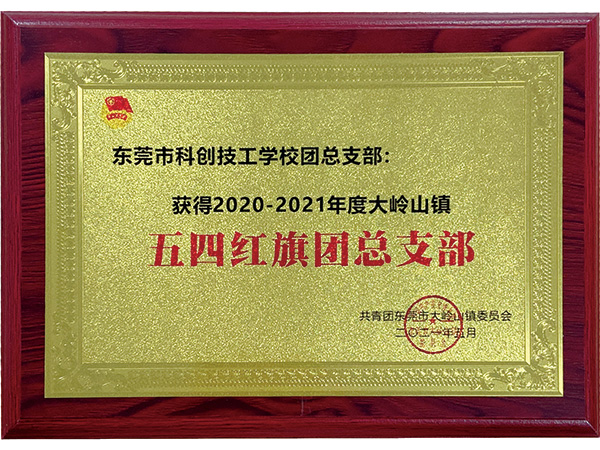 东莞市科创技工学校团总支部：
获得2020-2021年度大岭山镇
五四红旗团总支部
共青团东莞市大岭山镇委员会
二〇二一年五月